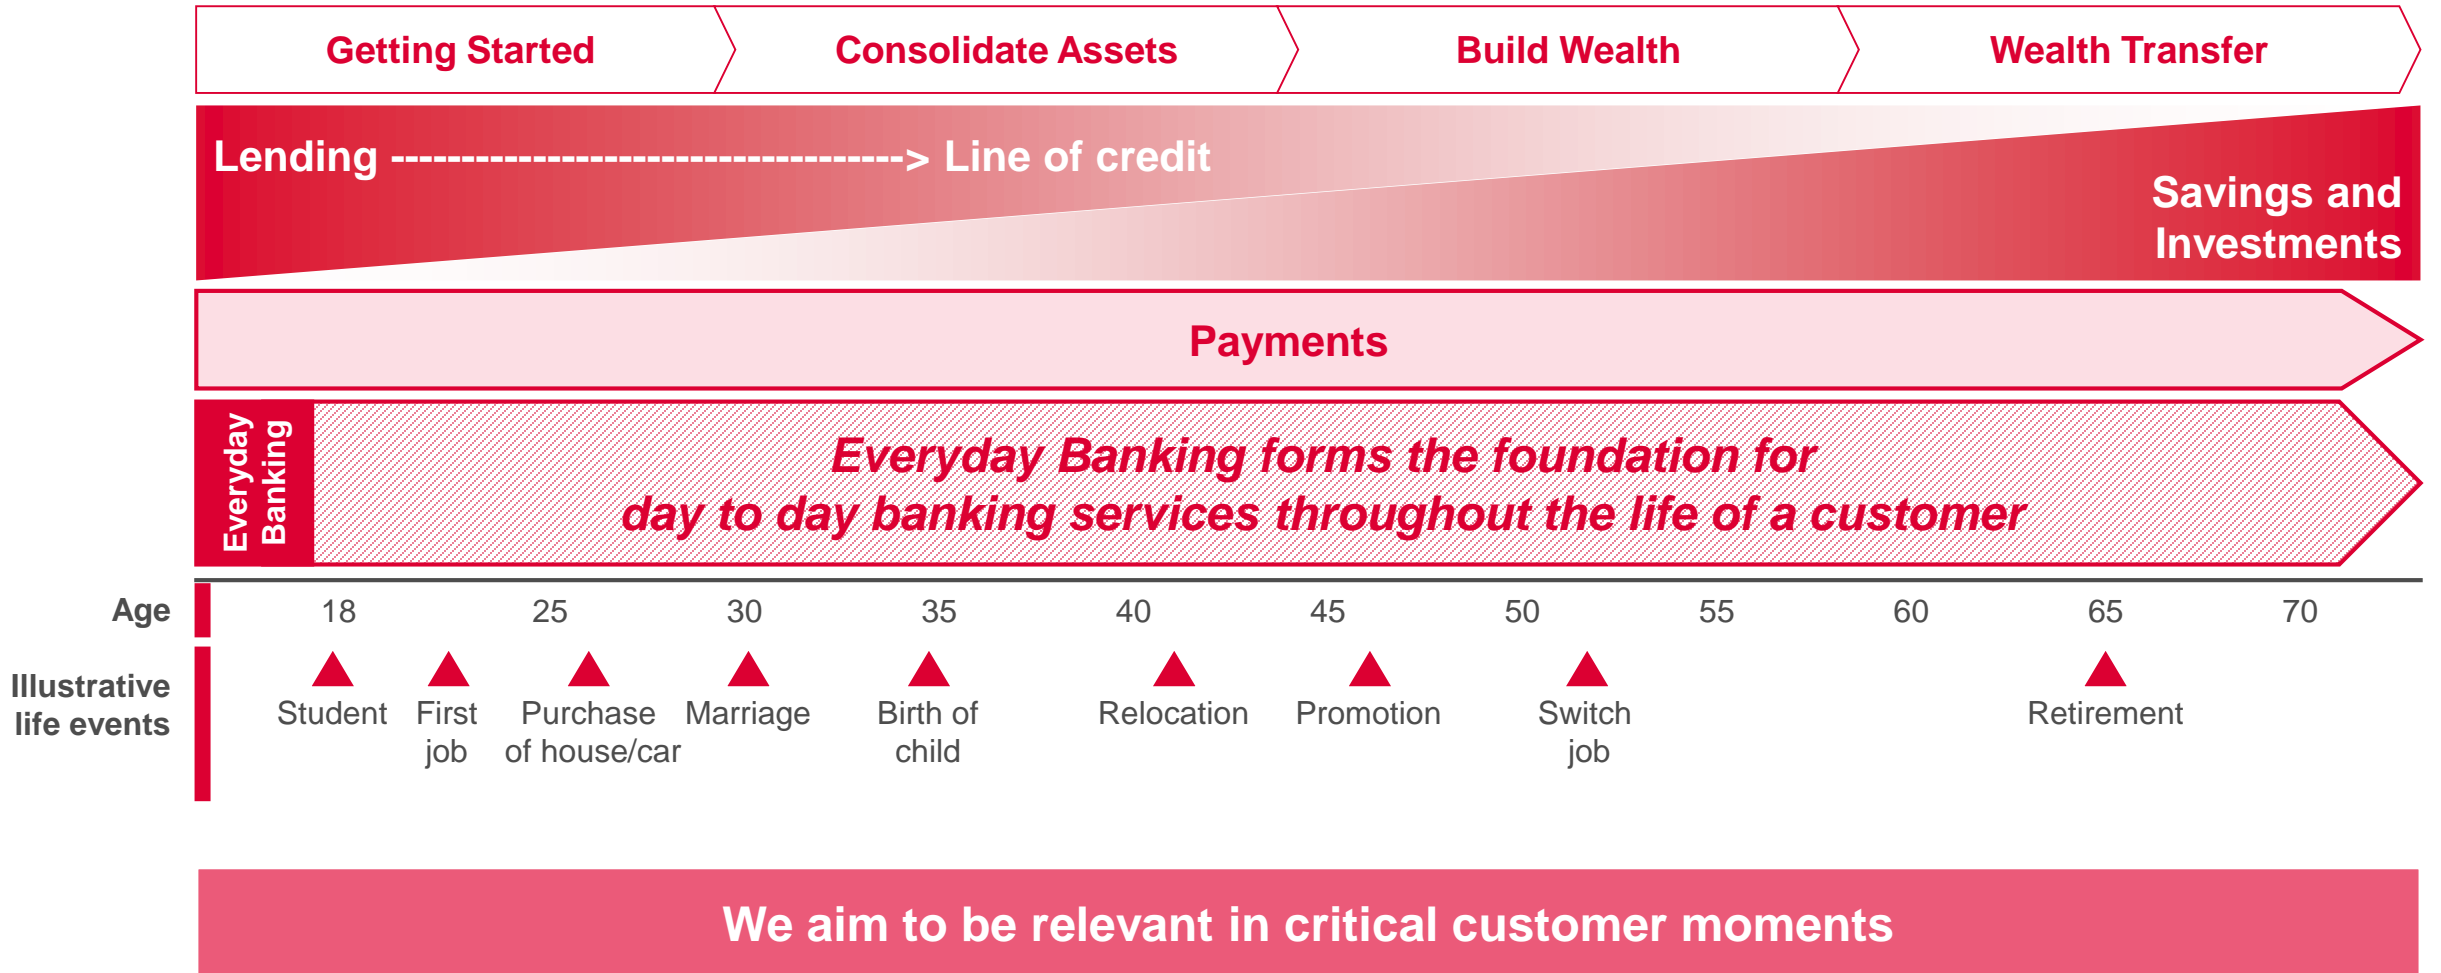 Getting Started
Consolidate Assets
Build Wealth
Wealth Transfer
Lending ------------------------------------> Line of credit
Savings and
Investments
Payments
Everyday
Banking
Everyday Banking forms the foundation for
day to day banking services throughout the life of a customer
Age
18
25
30
35
40
45
50
55
60
65
70
Illustrative
life events
Student
First
job
Purchase
of house/car
Marriage
Birth of
child
Relocation
Promotion
Switch
job
Retirement
We aim to be relevant in critical customer moments